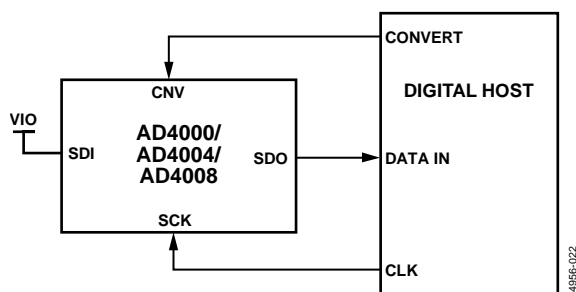 CONVERT
CNV
DIGITAL HOST
VIO
SDI
AD4000/
AD4004/
AD4008
SDO
DATA IN
SCK
CLK
4956-022